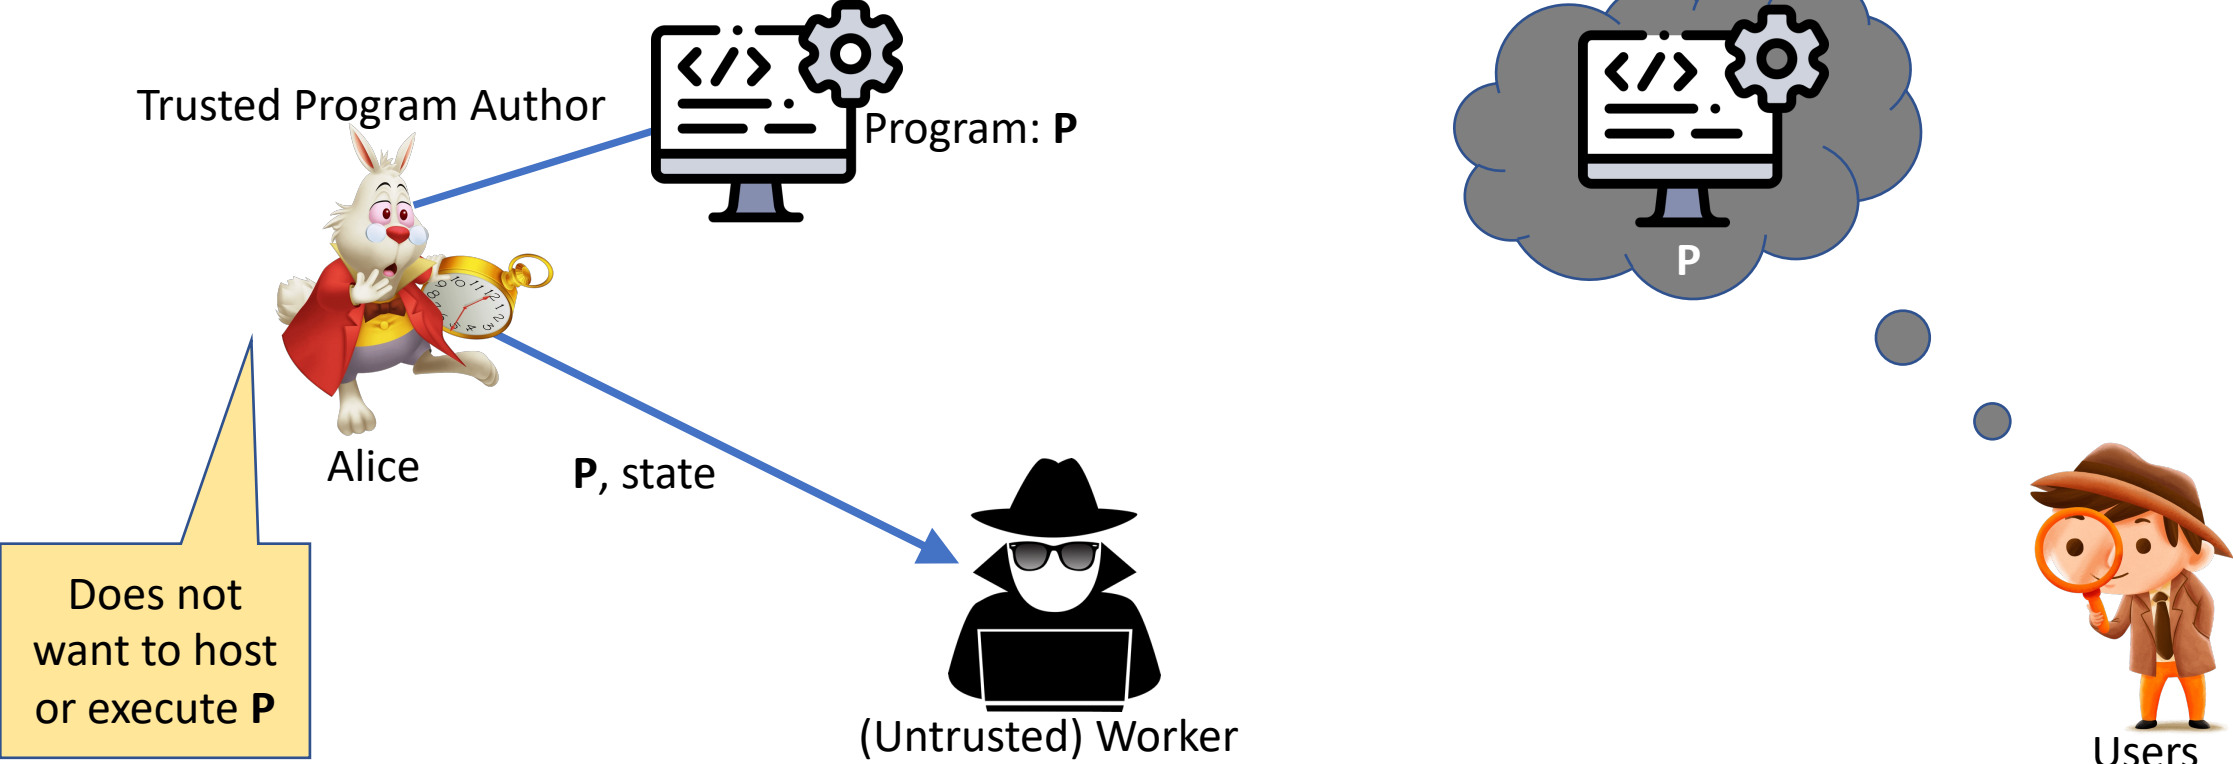 Trusted Program Author
</>
Program: P
</>
P
Alice
P, state
Does not
want to host
or execute P
(Untrusted) Worker
Users